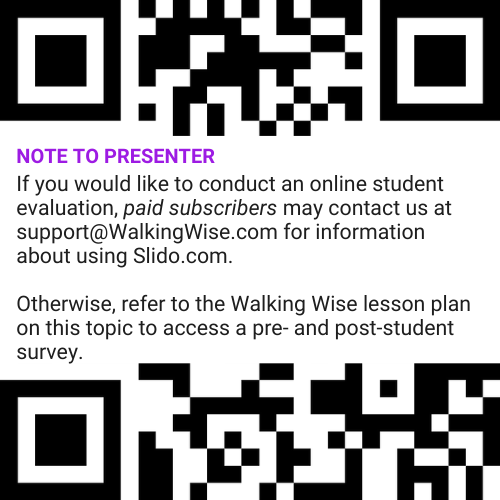 NOTE TO PRESENTER
If you would like to conduct an online student
evaluation, paid subscribers may contact us at
support@WalkingWise.com for information
about using Slido.com.
Otherwise, refer to the Walking Wise lesson plan
on this topic to access a pre- and post-student
survey.